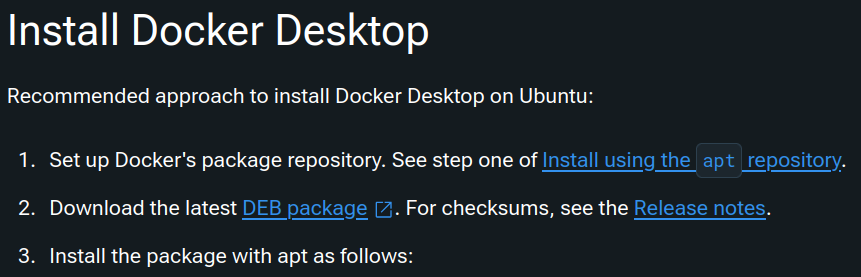 Install Docker Desktop
Recommended approach to install Docker Desktop on Ubuntu:
1. Set up Docker's package repository. See step one of Install using the apt repository.
2. Download the latest DEB package. For checksums, see the Release notes.
3. Install the package with apt as follows: